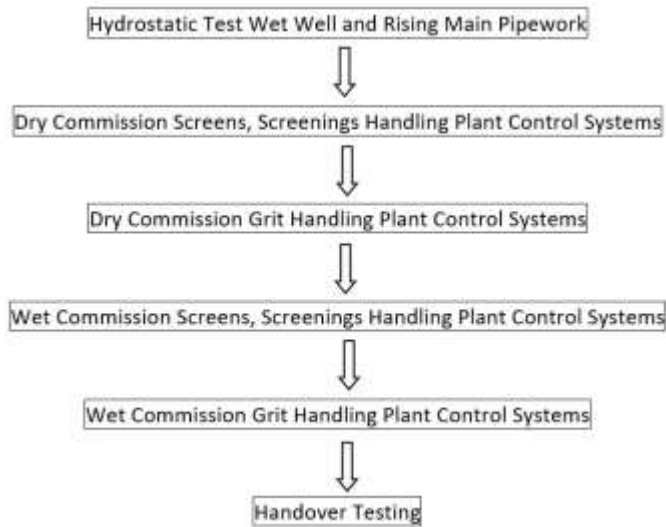 Hydrostatic Test Wet Well and Rising Main Pipework
Dry Commission Screens, Screenings Handling Plant Control Systems
Dry Commission Grit Handling Plant Control Systems
Wet Commission Screens, Screenings Handling Plant Control Systems
Wet Commission Grit Handling Plant Control Systems
Handover Testing